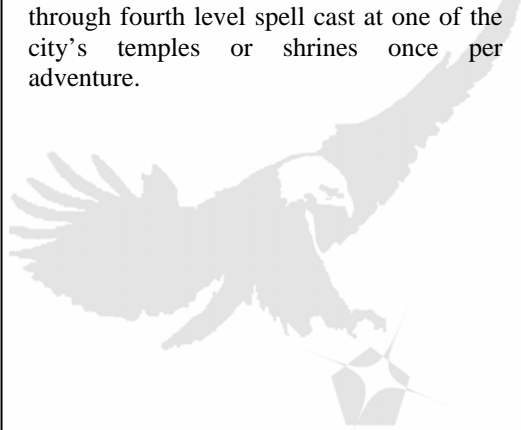 through fourth level spell cast at one of the
city's temples or shrines once per
adventure.